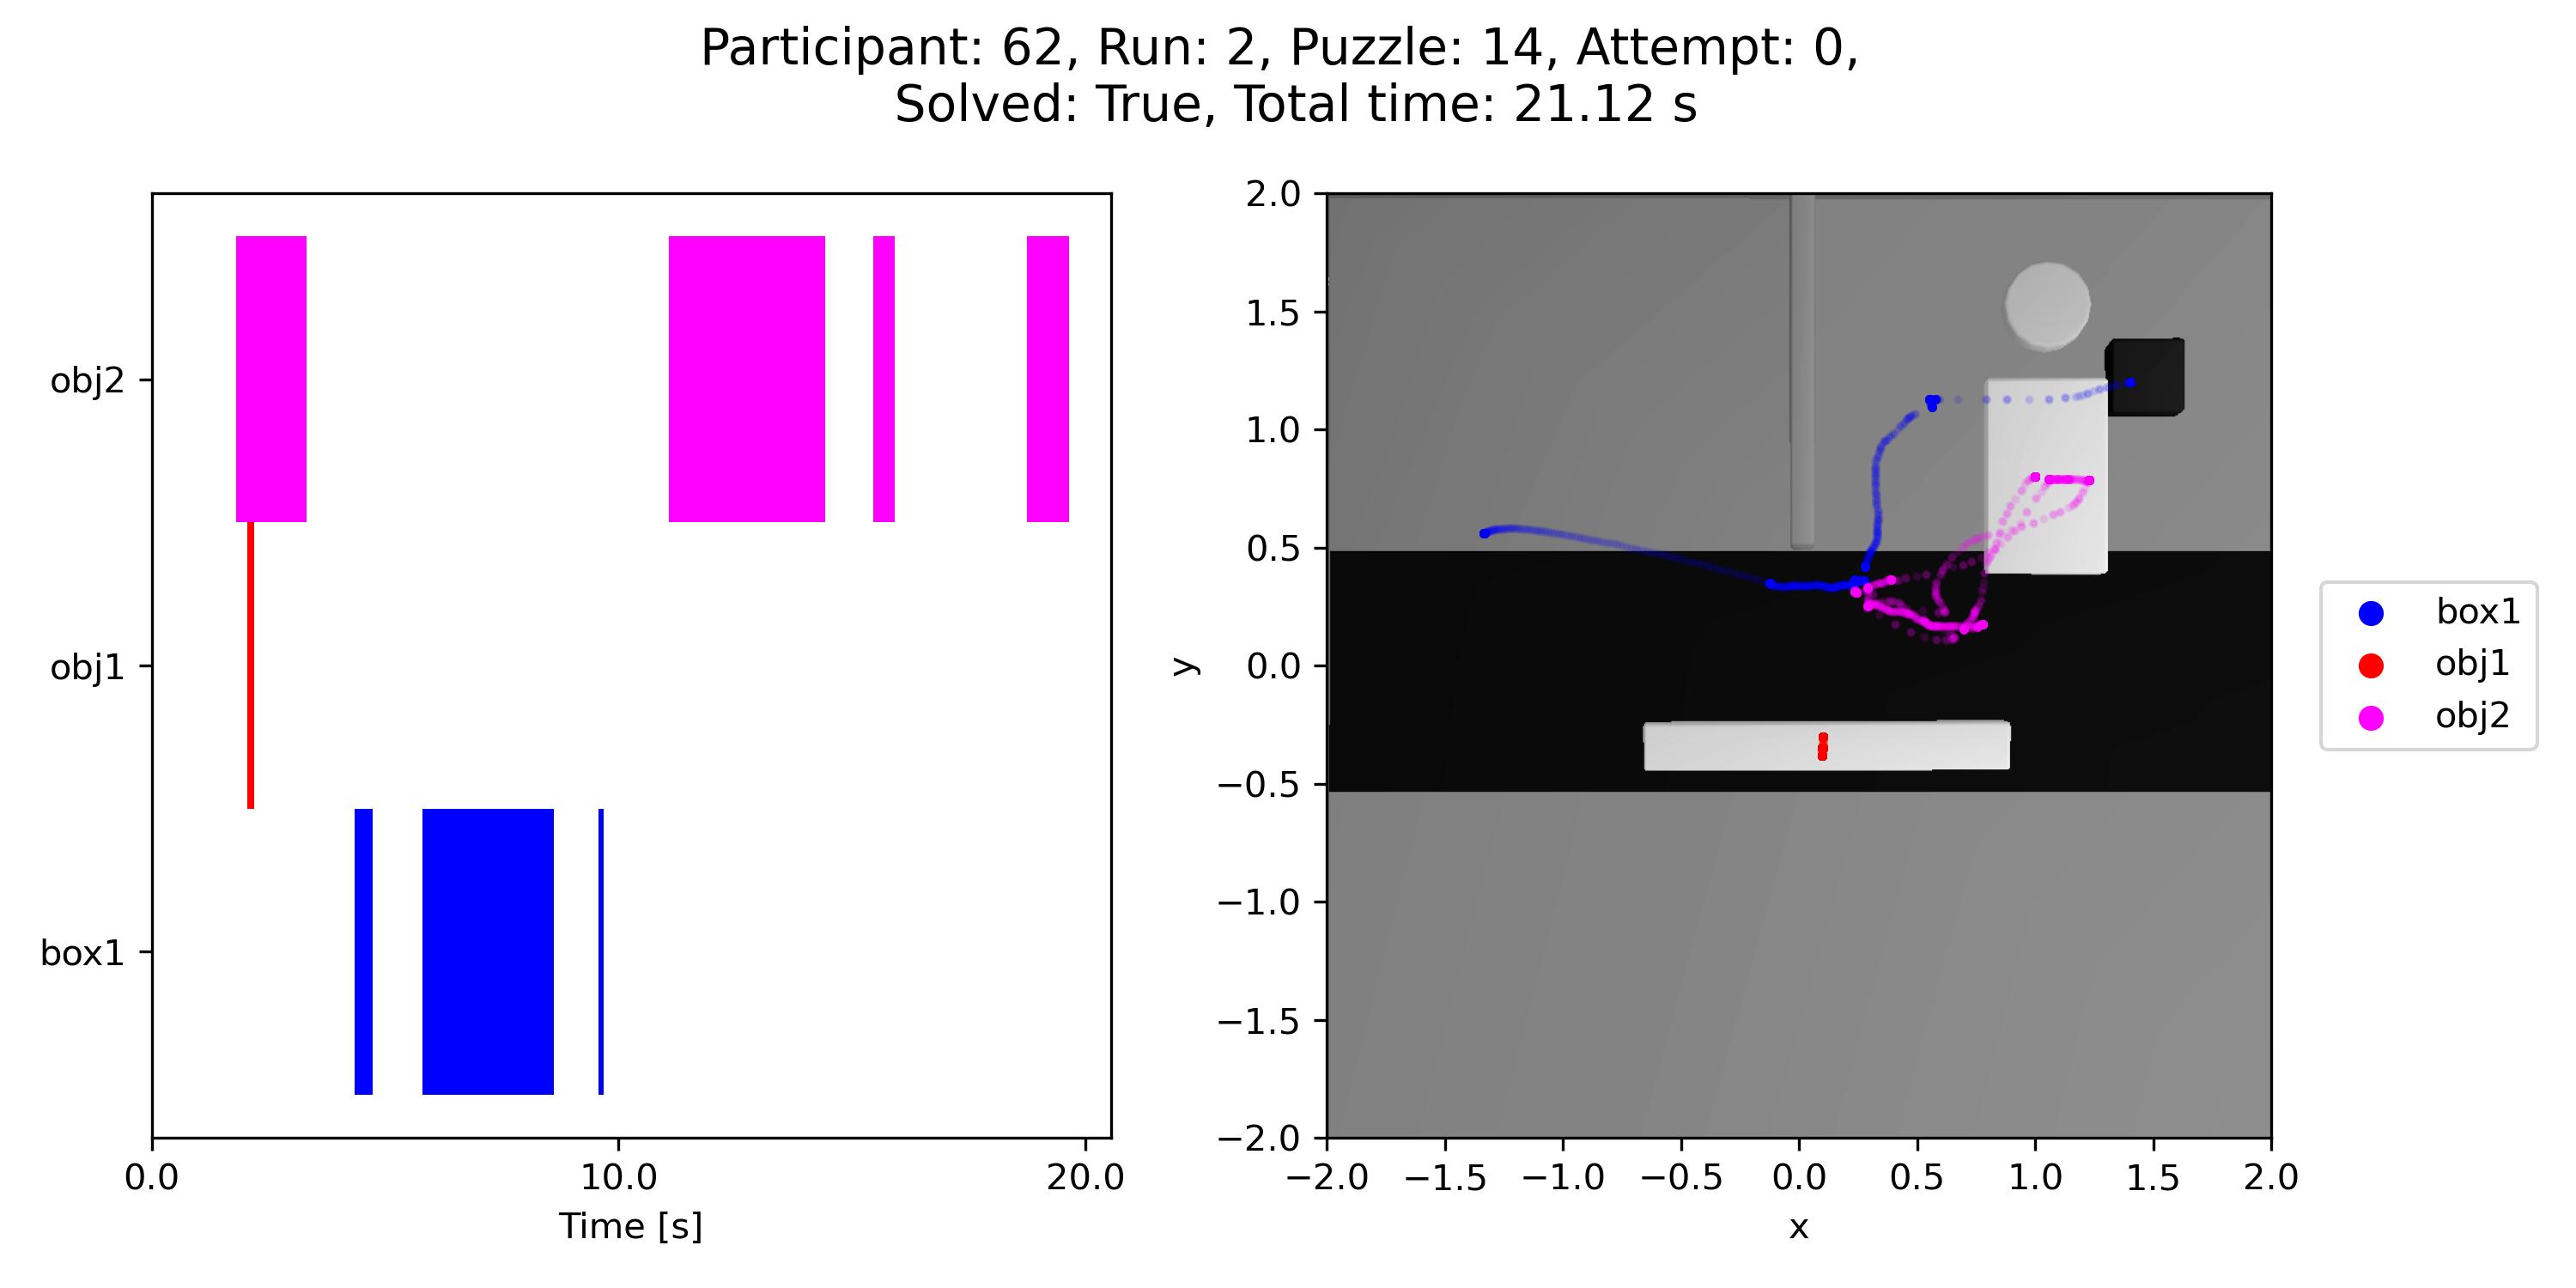 Participant: 62, Run: 2, Puzzle: 14, Attempt: 0,
Solved: True, Total time: 21.12 s
obj2
obj1
box1
0.0 10.0 20.0
Time [s]
2.0
1.5
1.0
0.5
0.0
−0.5
−1.0
−1.5
−2.0
y
−2.0 −1.5 −1.0 −0.5 0.0 0.5 1.0 1.5 2.0
x
box1
obj1
obj2